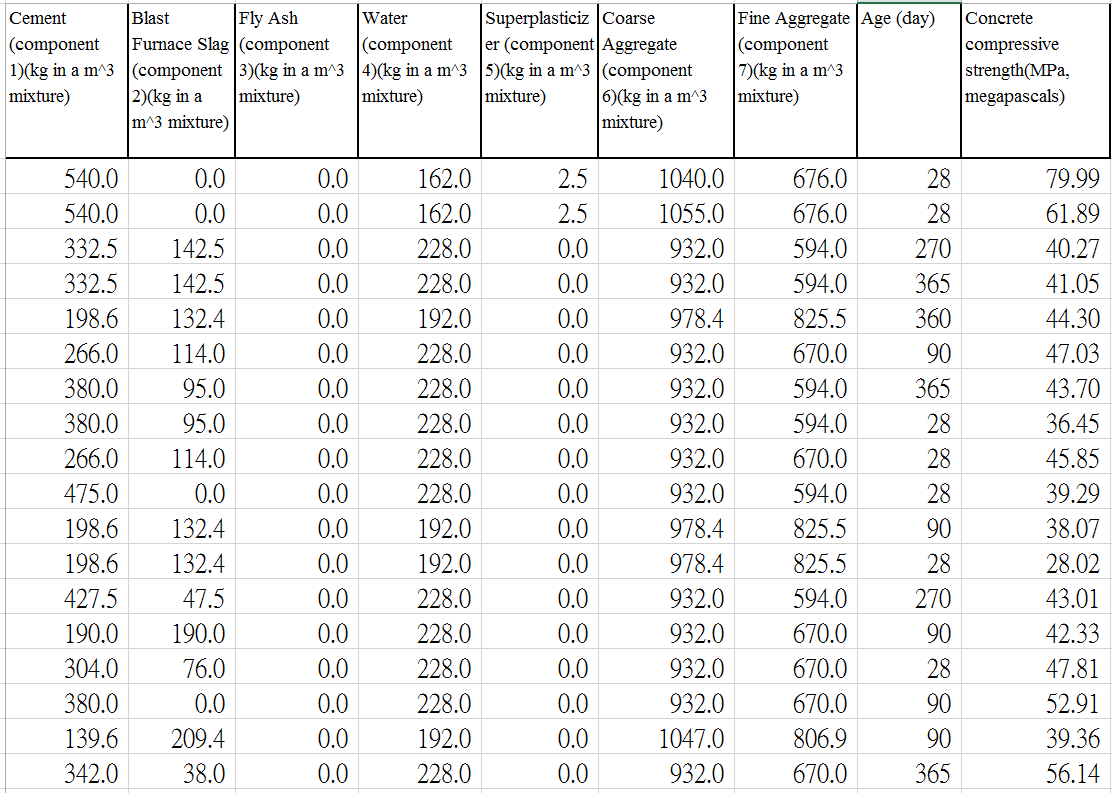 Cement (component 1)(kg in a m^3 mixture) Blast Furnace Slag (component 2)(kg in a m^3 mixture) Fly Ash (component 3)(kg in a m^3 mixture) Water (component 4)(kg in a m^3 mixture) Superplasticizer (component 5)(kg in a m^3 mixture) Coarse Aggregate (component 6)(kg in a m^3 mixture) Fine Aggregate (component 7)(kg in a m^3 mixture) Age (day) Concrete compressive strength(MPa, megapascals)
540.0 0.0 0.0 162.0 2.5 1040.0 676.0 28 79.99
540.0 0.0 0.0 162.0 2.5 1055.0 676.0 28 61.89
332.5 142.5 0.0 228.0 0.0 932.0 594.0 270 40.27
332.5 142.5 0.0 228.0 0.0 932.0 594.0 365 41.05
198.6 132.4 0.0 192.0 0.0 978.4 825.5 360 44.30
266.0 114.0 0.0 228.0 0.0 932.0 670.0 90 47.03
380.0 95.0 0.0 228.0 0.0 932.0 594.0 365 43.70
380.0 95.0 0.0 228.0 0.0 932.0 594.0 28 36.45
266.0 114.0 0.0 228.0 0.0 932.0 670.0 28 45.85
475.0 0.0 0.0 228.0 0.0 932.0 594.0 28 39.29
198.6 132.4 0.0 192.0 0.0 978.4 825.5 90 38.07
198.6 132.4 0.0 192.0 0.0 978.4 825.5 28 28.02
427.5 47.5 0.0 228.0 0.0 932.0 594.0 270 43.01
190.0 190.0 0.0 228.0 0.0 932.0 670.0 90 42.33
304.0 76.0 0.0 228.0 0.0 932.0 670.0 28 47.81
380.0 0.0 0.0 228.0 0.0 932.0 670.0 90 52.91
139.6 209.4 0.0 192.0 0.0 1047.0 806.9 90 39.36
342.0 38.0 0.0 228.0 0.0 932.0 670.0 365 56.14